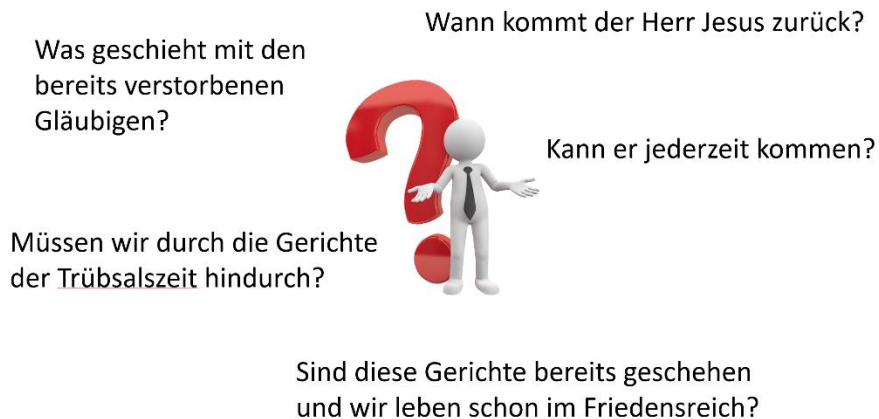 Wann kommt der Herr Jesus zurück?
Was geschieht mit den
bereits verstorbenen
Gläubigen?
Kann er jederzeit kommen?
Müssen wir durch die Gerichte
der Trübsalszeit hindurch?
Sind diese Gerichte bereits geschehen
und wir leben schon im Friedensreich?